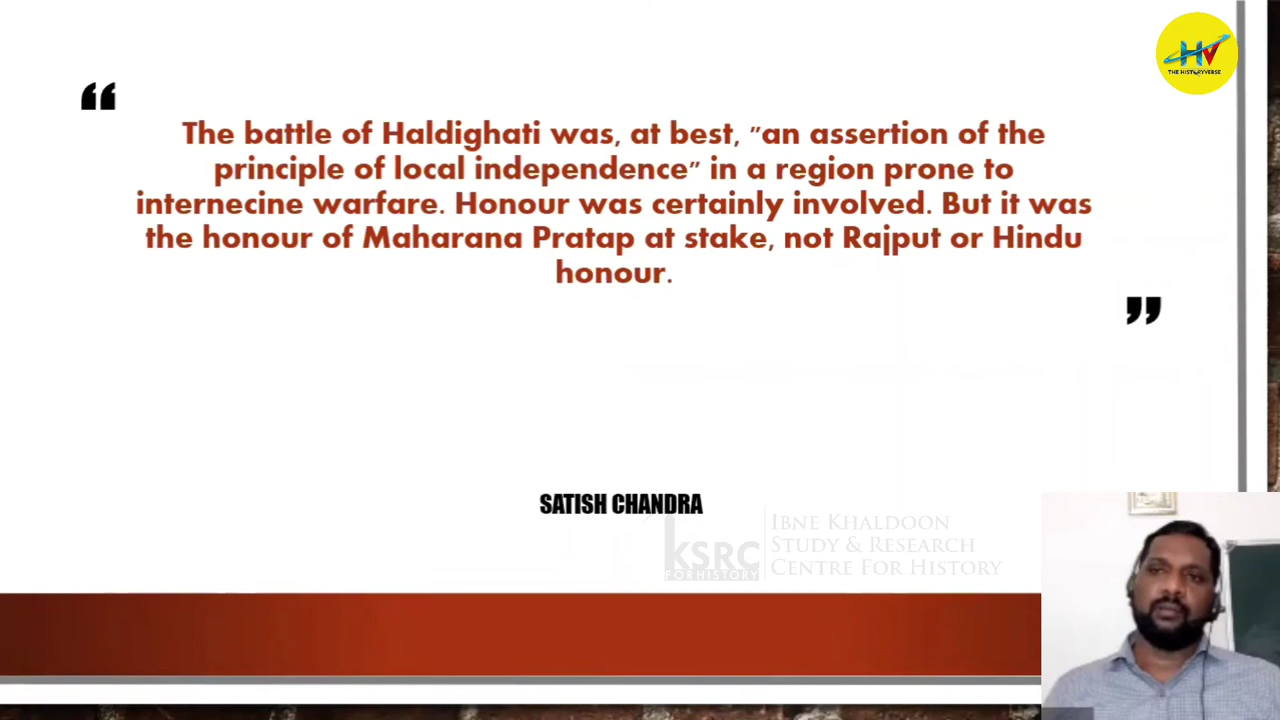 HV
THE HISTORYVERSE
“
The battle of Haldighati was, at best, "an assertion of the
principle of local independence" in a region prone to
internecine warfare. Honour was certainly involved. But it was
the honour of Maharana Pratap at stake, not Rajput or Hindu
honour.
”
SATISH CHANDRA
KSRC
FOR HISTORY
IBNE KHALDOON
STUDY & RESEARCH
CENTRE FOR HISTORY